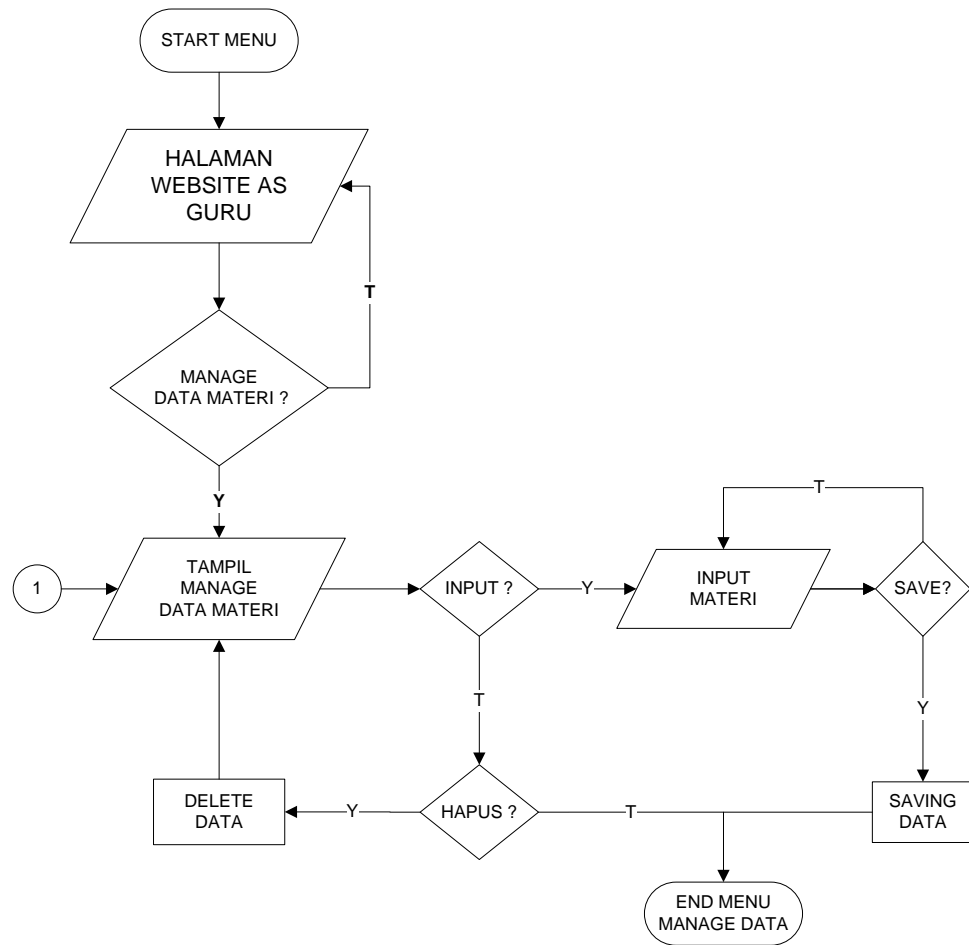 START MENU
HALAMAN
WEBSITE AS
GURU
T
MANAGE
DATA MATERI ?
Y
T
1
TAMPIL
MANAGE
DATA MATERI
INPUT ?
Y
INPUT
MATERI
SAVE?
T
Y
DELETE
DATA
Y
HAPUS ?
T
SAVING
DATA
END MENU
MANAGE DATA